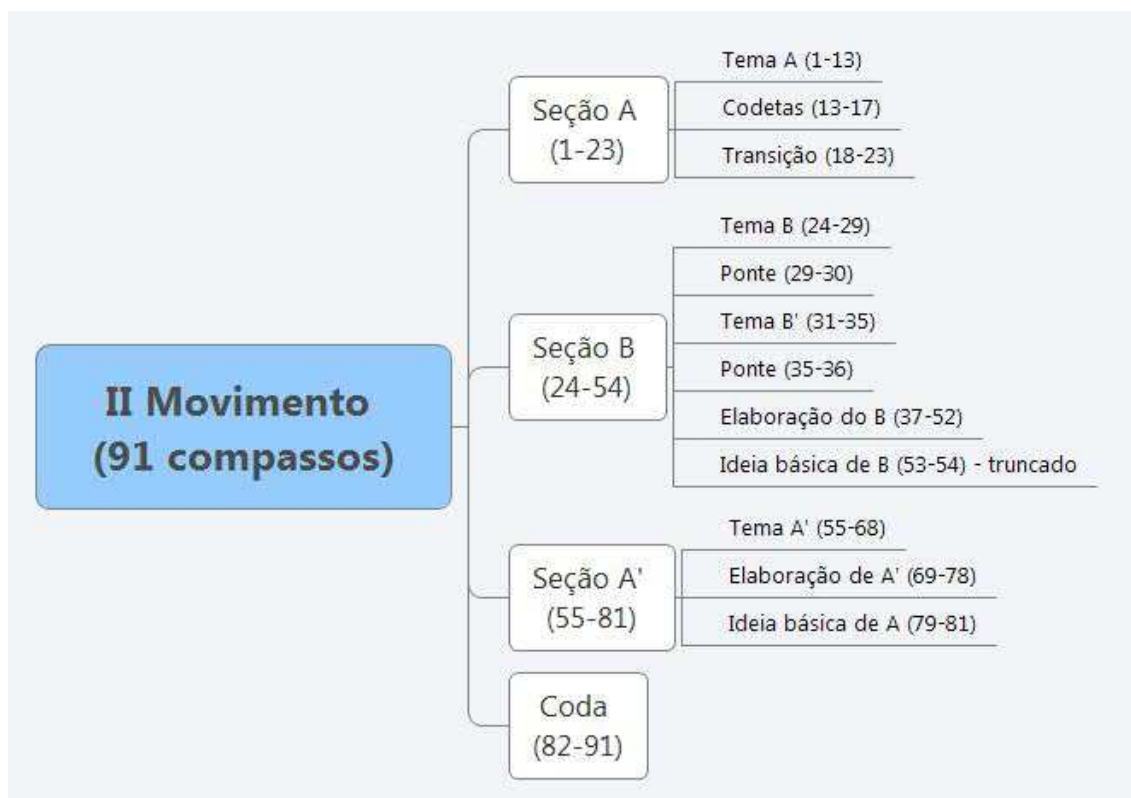 II Movimento
(91 compassos)
Seção A
(1-23)
Tema A (1-13)
Codetas (13-17)
Transição (18-23)
Seção B
(24-54)
Tema B (24-29)
Ponte (29-30)
Tema B' (31-35)
Ponte (35-36)
Elaboração do B (37-52)
Ideia básica de B (53-54) - truncado
Seção A'
(55-81)
Tema A' (55-68)
Elaboração de A' (69-78)
Ideia básica de A (79-81)
Coda
(82-91)